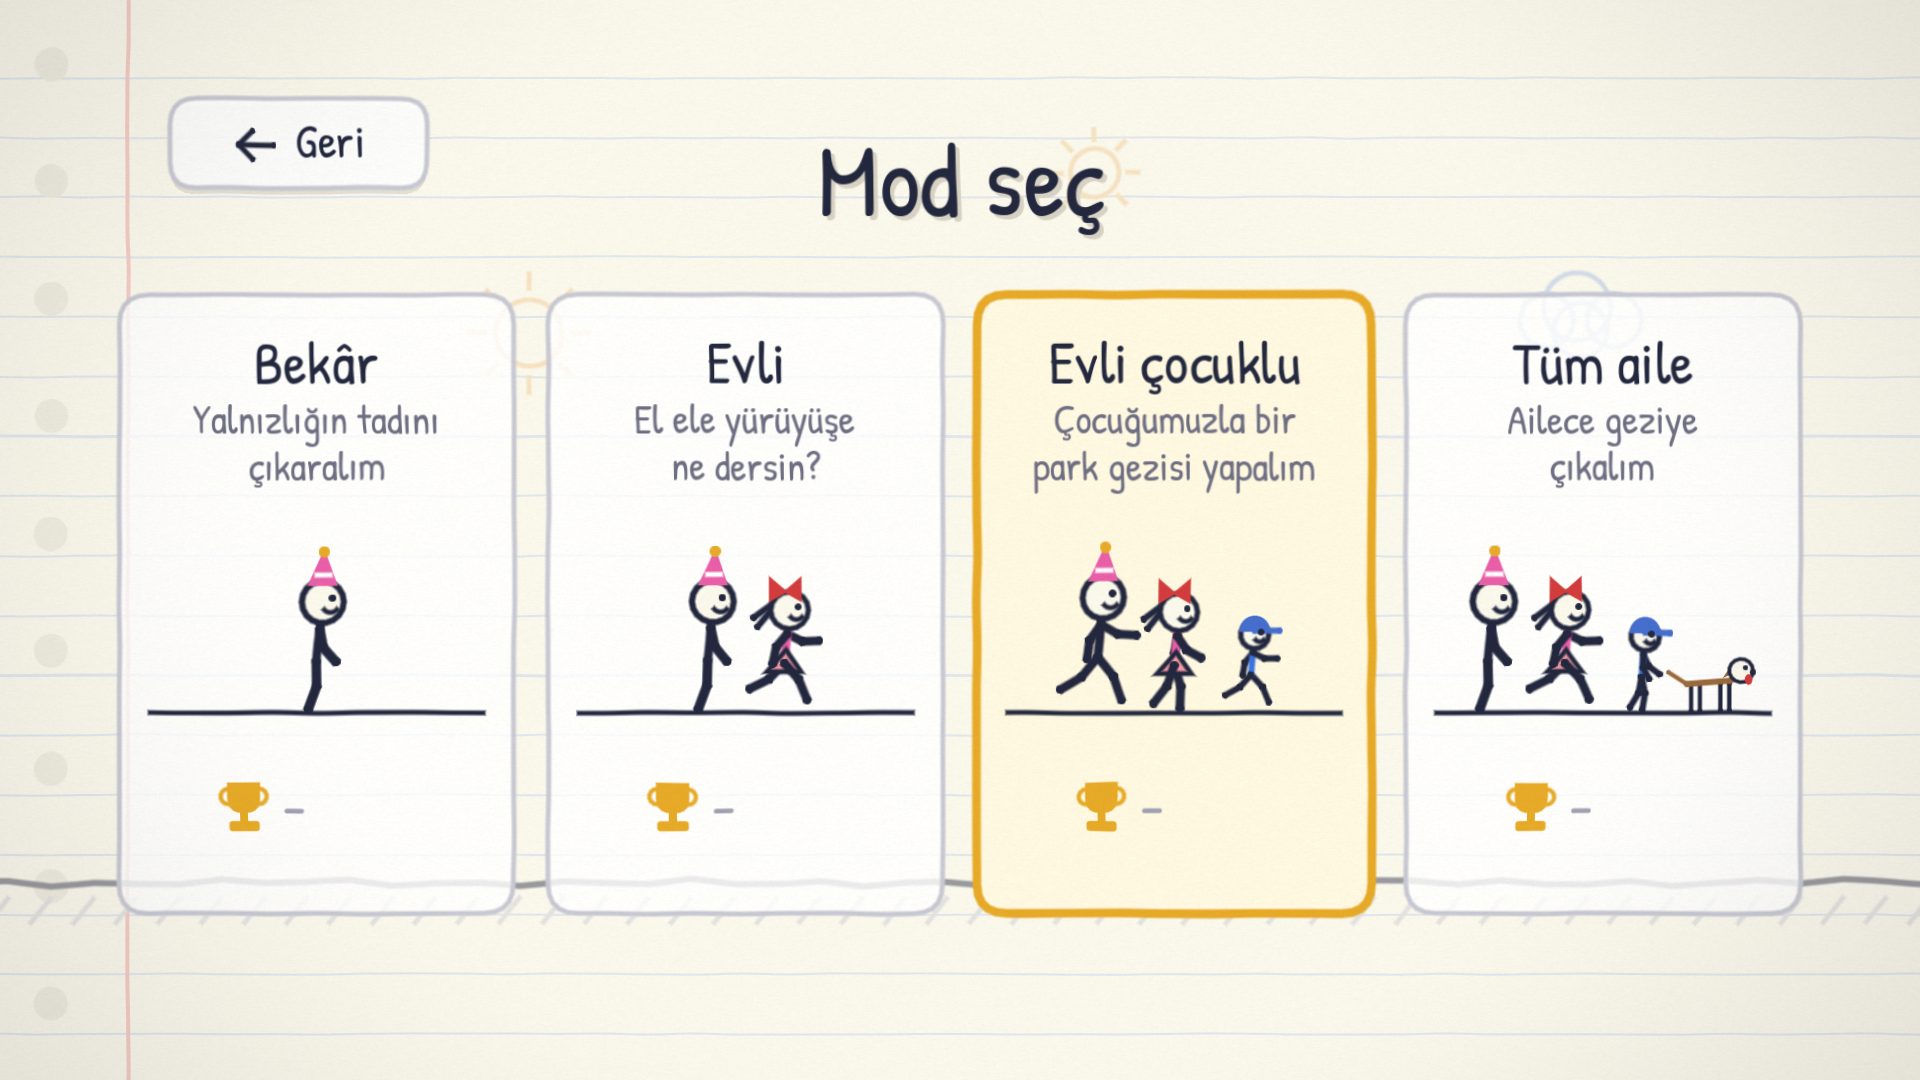 ← Geri
Mod seç
Bekâr
Yalnızlığın tadını
çıkaralım
–
Evli
El ele yürüyüşe
ne dersin?
–
Evli çocuklu
Çocuğumuzla bir
park gezisi yapalım
–
Tüm aile
Ailece geziye
çıkalım
–